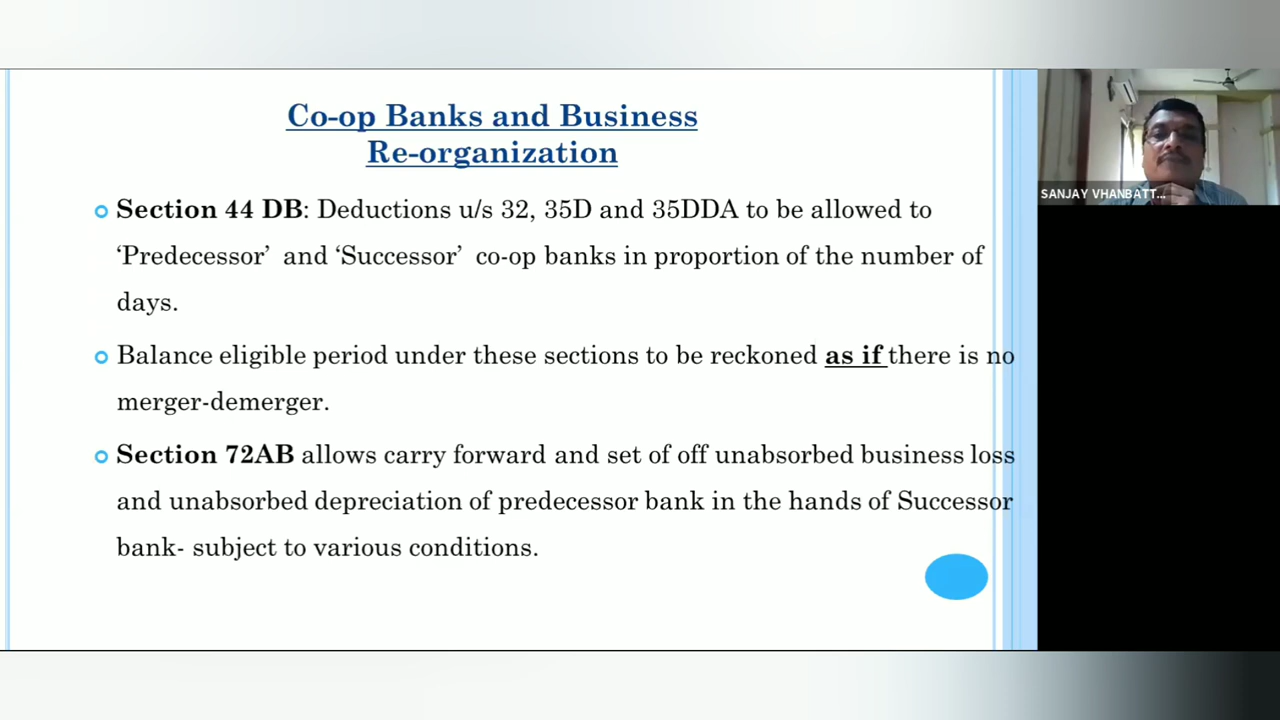 Co-op Banks and Business
Re-organization
Section 44 DB: Deductions u/s 32, 35D and 35DDA to be allowed to
‘Predecessor’ and ‘Successor’ co-op banks in proportion of the number of
days.
Balance eligible period under these sections to be reckoned as if there is no
merger-demerger.
Section 72AB allows carry forward and set of off unabsorbed business loss
and unabsorbed depreciation of predecessor bank in the hands of Successor
bank- subject to various conditions.
SANJAY VHANBATT...